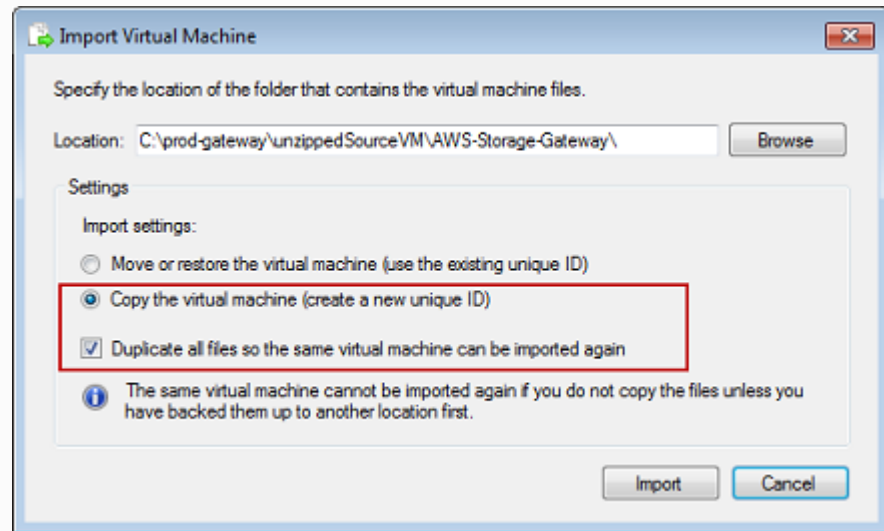 Import Virtual Machine
Specify the location of the folder that contains the virtual machine files.
Location: C:\prod-gateway\unzippedSourceVM\AWS-Storage-Gateway\ Browse
Settings
Import settings:
Move or restore the virtual machine (use the existing unique ID)
Copy the virtual machine (create a new unique ID)
Duplicate all files so the same virtual machine can be imported again
The same virtual machine cannot be imported again if you do not copy the files unless you
have backed them up to another location first.
Import Cancel